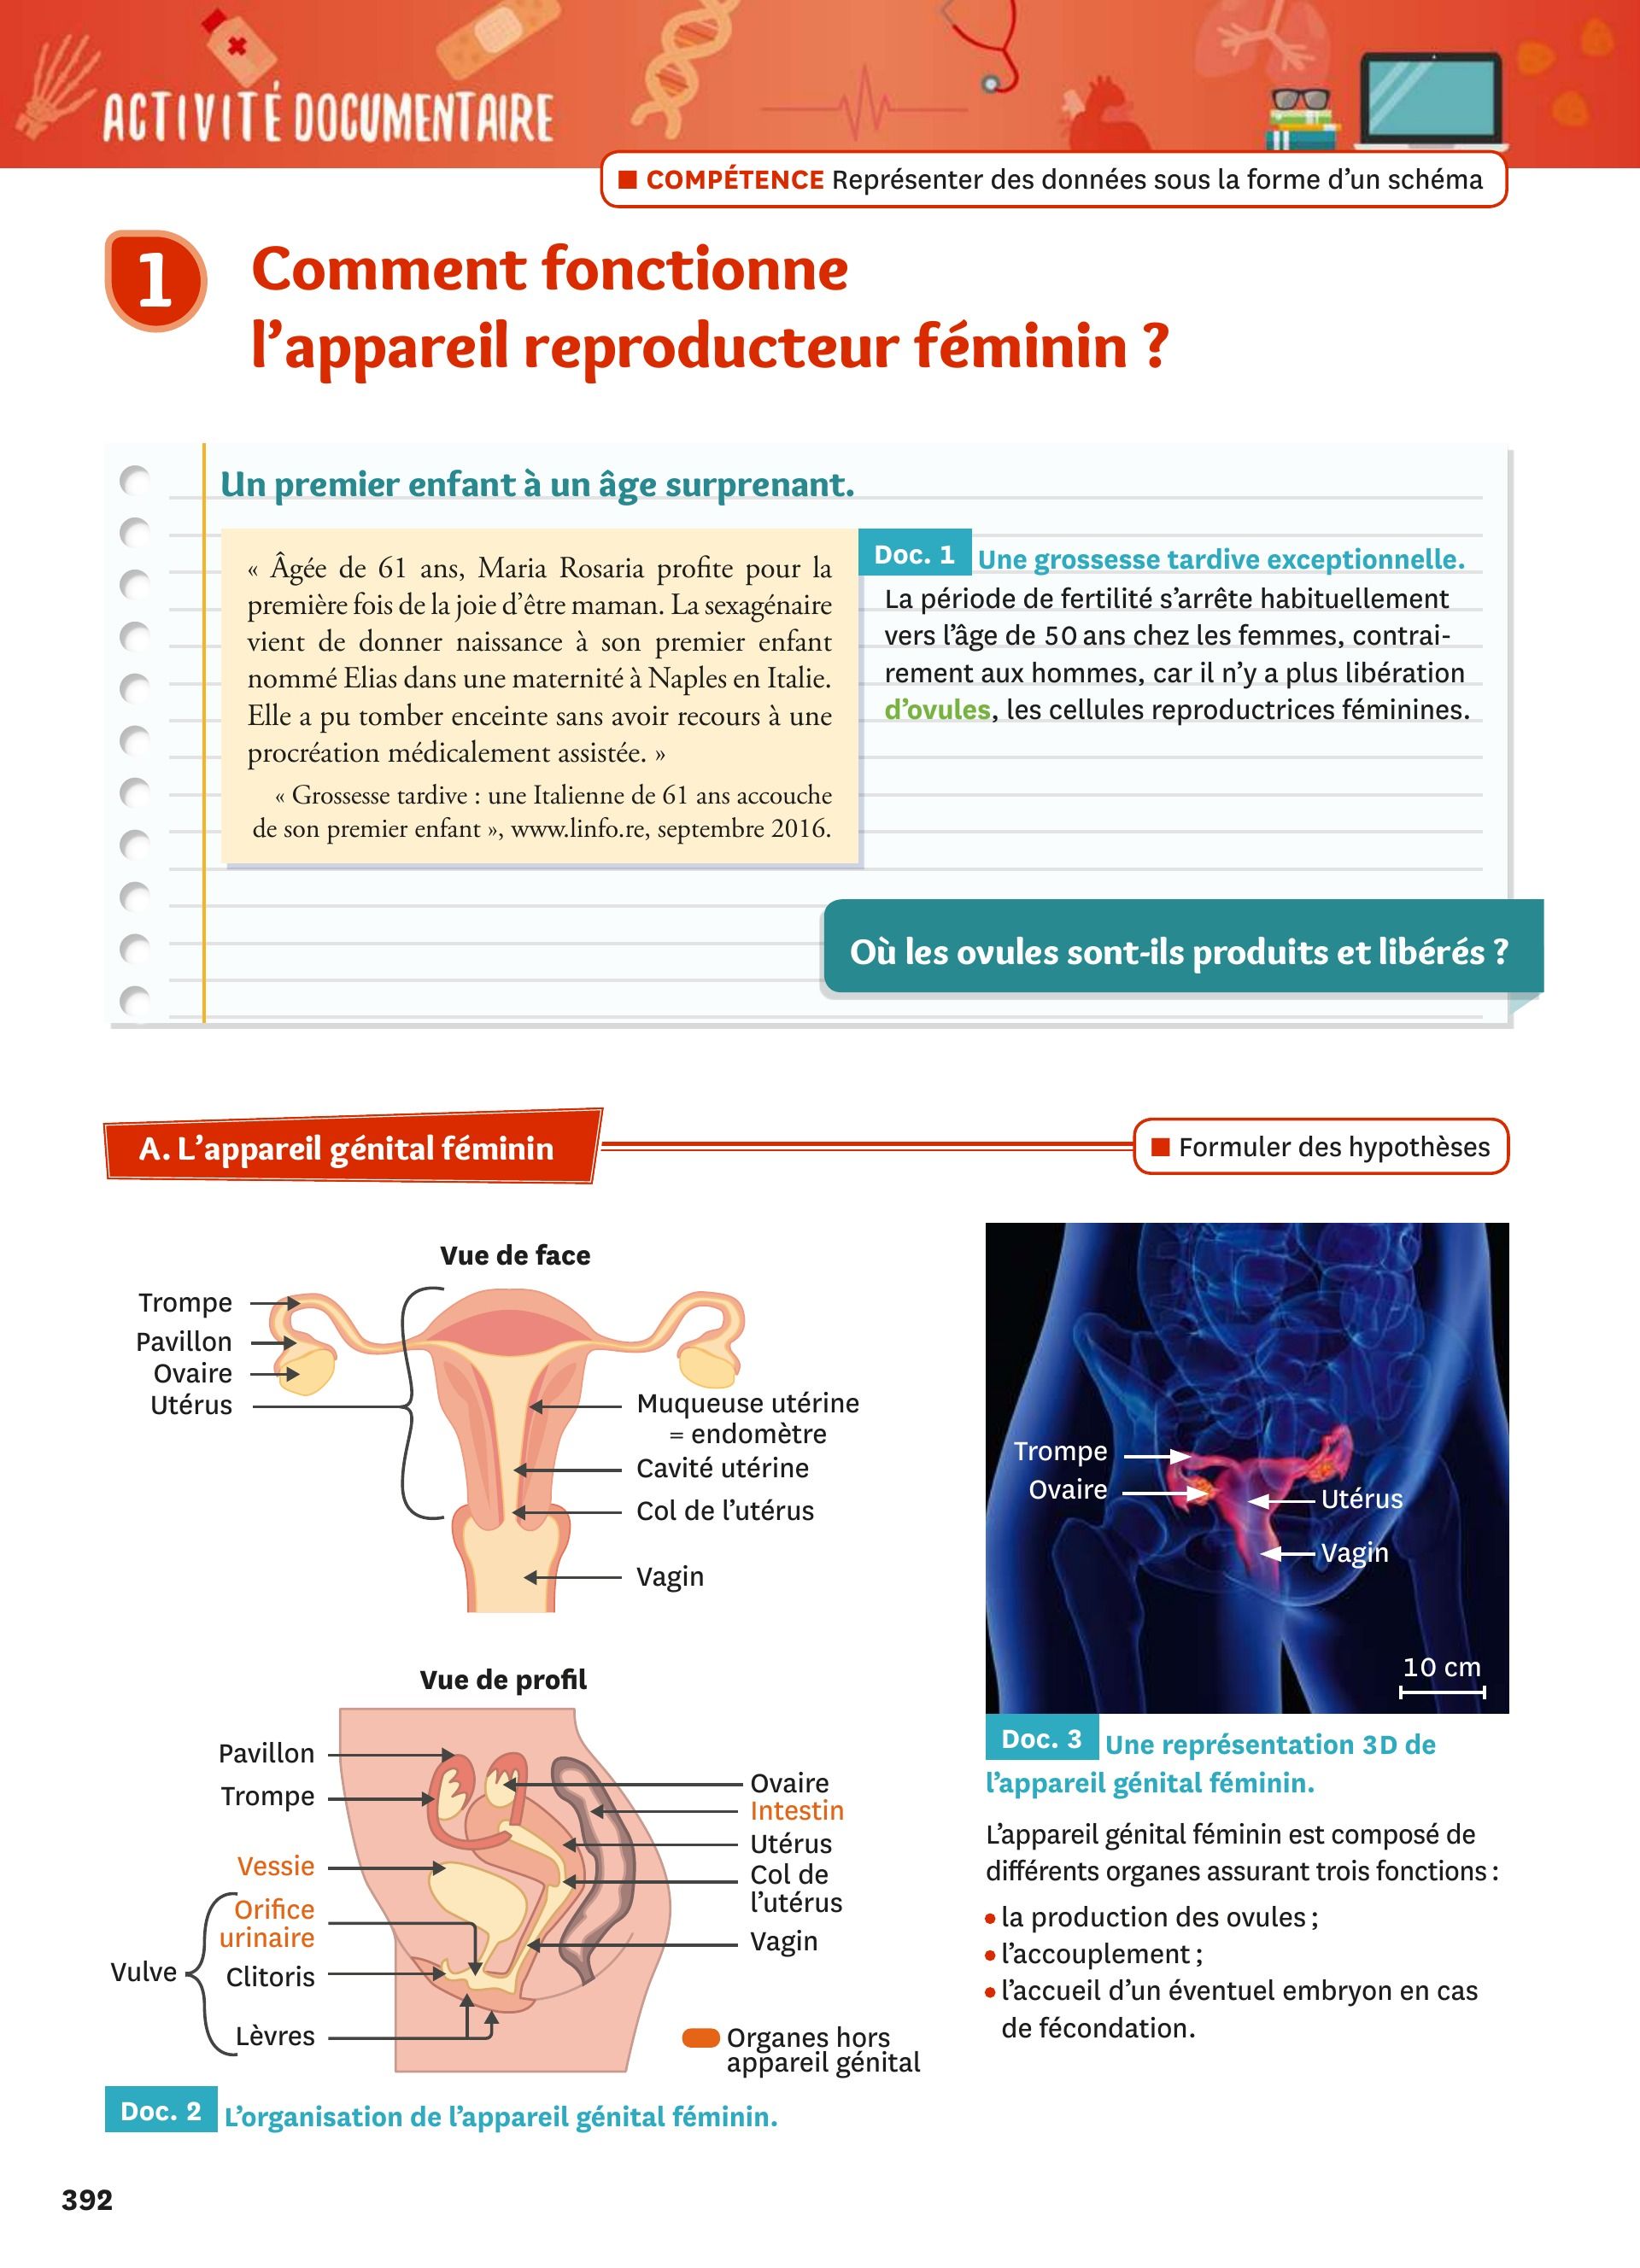 ACTIVITÉ DOCUMENTAIRE
■ COMPÉTENCE Représenter des données sous la forme d'un schéma
1
Comment fonctionne
l'appareil reproducteur féminin ?
Un premier enfant à un âge surprenant.
« Âgée de 61 ans, Maria Rosaria profite pour la
première fois de la joie d'être maman. La sexagénaire
vient de donner naissance à son premier enfant
nommé Elias dans une maternité à Naples en Italie.
Elle a pu tomber enceinte sans avoir recours à une
procréation médicalement assistée. »
« Grossesse tardive : une Italienne de 61 ans accouche
de son premier enfant », www.linfo.re, septembre 2016.
Doc. 1 Une grossesse tardive exceptionnelle.
La période de fertilité s'arrête habituellement
vers l'âge de 50 ans chez les femmes, contrai-
rement aux hommes, car il n'y a plus libération
d'ovules, les cellules reproductrices féminines.
Où les ovules sont-ils produits et libérés ?
A. L'appareil génital féminin
■ Formuler des hypothèses
Vue de face
Trompe
Pavillon
Ovaire
Utérus
Muqueuse utérine
= endomètre
Cavité utérine
Col de l'utérus
Vagin
Vue de profil
Pavillon
Trompe
Vessie
Orifice
urinaire
Vulve
Clitoris
Lèvres
Ovaire
Intestin
Utérus
Col de
l'utérus
Vagin
Organes hors
appareil génital
Doc. 2 L'organisation de l'appareil génital féminin.
Trompe
Ovaire
Utérus
Vagin
10 cm
Doc. 3 Une représentation 3D de
l'appareil génital féminin.
L'appareil génital féminin est composé de
différents organes assurant trois fonctions :
• la production des ovules ;
• l'accouplement ;
• l'accueil d'un éventuel embryon en cas
de fécondation.
392